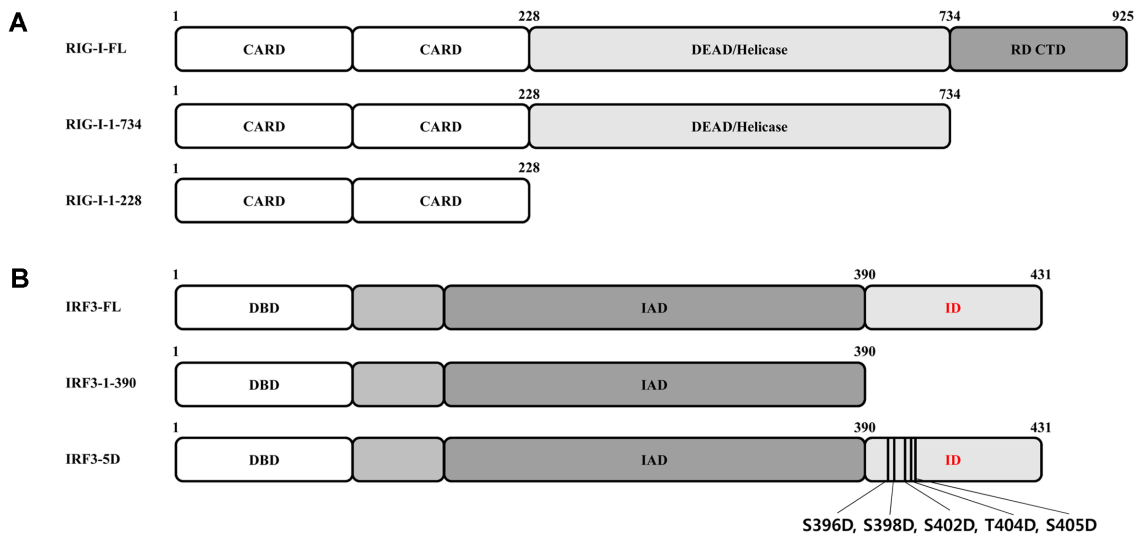 A
1 228 734 925
RIG-I-FL CARD CARD DEAD/Helicase RD CTD
1 228 734
RIG-I-1-734 CARD CARD DEAD/Helicase
1 228
RIG-I-1-228 CARD CARD
B
1 390 431
IRF3-FL DBD IAD ID
1 390
IRF3-1-390 DBD IAD
1 390 431
IRF3-5D DBD IAD ID
S396D, S398D, S402D, T404D, S405D